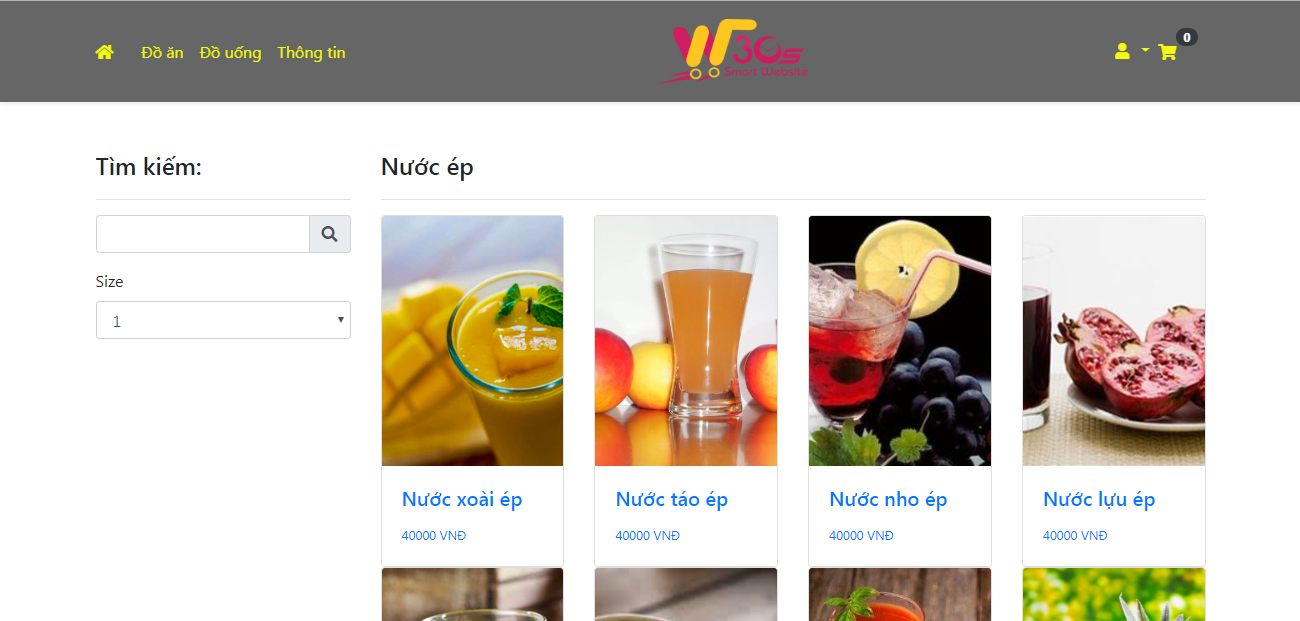 Đồ ăn Đồ uống Thông tin
W30s
Smart Website
0
Tìm kiếm:
Nước ép
Size
1
Nước xoài ép
Nước táo ép
Nước nho ép
Nước lựu ép
40000 VNĐ
40000 VNĐ
40000 VNĐ
40000 VNĐ